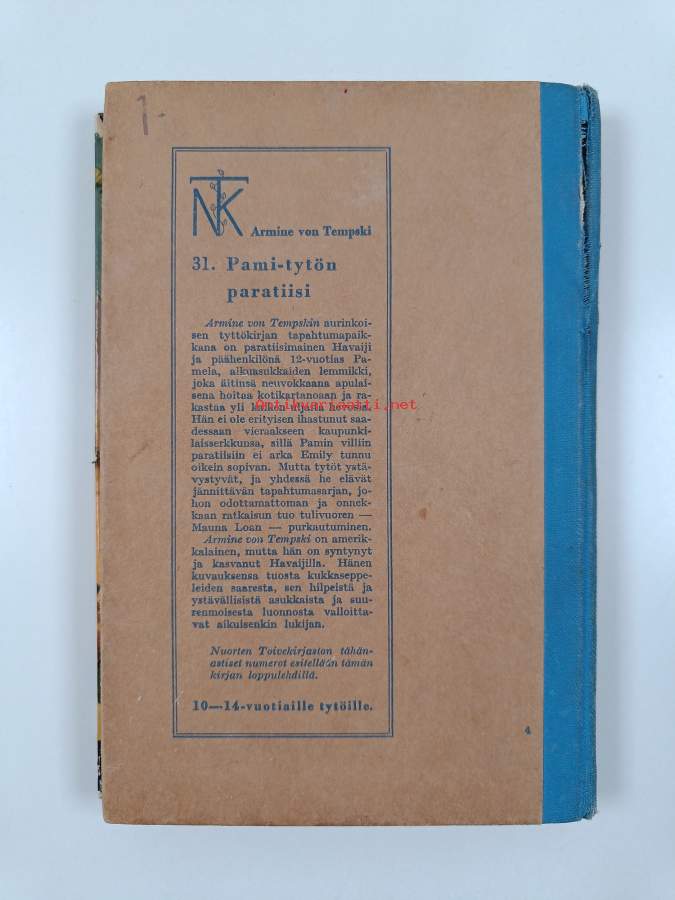 1-
NTK
Armine von Tempski
31. Pami-tytön
paratiisi
Armine von Tempskin aurinkoi-
sen tyttökirjan tapahtumapaik-
kana on paratiisimainen Havaiji
ja päähenkilönä 12-vuotias Pa-
mela, alkuasukkaiden lemmikki,
joka äitinsä neuvokkaana apulai-
sena hoitaa kotikartanoaan ja ra-
kastaa yli kaiken hevosia.
Antikvariaatti.net
Hän ei ole erityisen ihastunut saa-
dessaan vieraakseen kaupunki-
laisserkkunsa, sillä Pamin villiin
paratiisiin ei arka Emily tunnu
oikein sopivan. Mutta tytöt ystä-
vystyvät, ja yhdessä he elävät
jännittävän tapahtumasarjan, jo-
hon odottamattoman ja onnek-
kaan ratkaisun tuo tulivuoren —
Mauna Loan — purkautuminen.
Armine von Tempski on amerik-
kalainen, mutta hän on syntynyt
ja kasvanut Havaijilla. Hänen
kuvauksensa tuosta kukkaseppe-
leiden saaresta, sen hilpeistä ja
ystävällisistä asukkaista ja suu-
renmoisesta luonnosta valloitta-
vat aikuisenkin lukijan.
Nuorten Toivekirjaston tähän-
astiset numerot esitellään tämän
kirjan loppulehdillä.
10—14-vuotiaille tytöille.
4